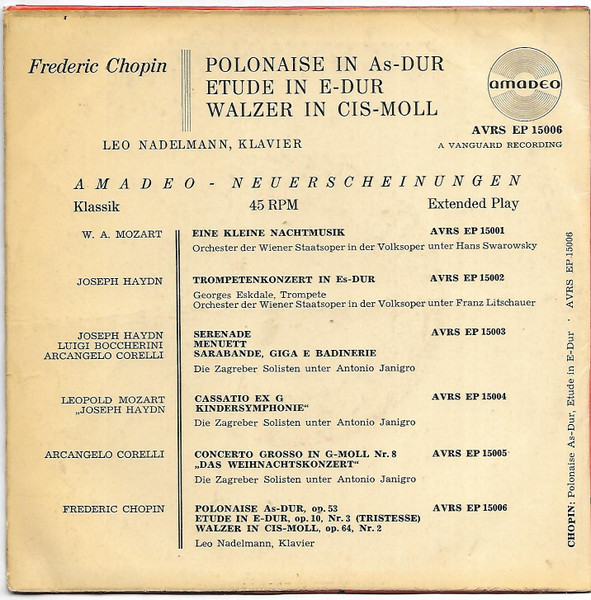 Frederic Chopin
POLONAISE IN As-DUR
ETUDE IN E-DUR
WALZER IN CIS-MOLL
amadeo
AVRS EP 15006
A VANGUARD RECORDING
LEO NADELMANN, KLAVIER
AMADEO - NEUERSCHEINUNGEN
Klassik 45 RPM Extended Play
W. A. MOZART EINE KLEINE NACHTMUSIK AVRS EP 15001
Orchester der Wiener Staatsoper in der Volksoper unter Hans Swarowsky
JOSEPH HAYDN TROMPETENKONZERT IN Es-DUR AVRS EP 15002
Georges Eskdale, Trompete
Orchester der Wiener Staatsoper in der Volksoper unter Franz Litschauer
JOSEPH HAYDN SERENADE AVRS EP 15003
LUIGI BOCCHERINI MENUETT
ARCANGELO CORELLI SARABANDE, GIGA E BADINERIE
Die Zagreber Solisten unter Antonio Janigro
LEOPOLD MOZART CASSATIO EX G AVRS EP 15004
„JOSEPH HAYDN KINDERSYMPHONIE“
Die Zagreber Solisten unter Antonio Janigro
ARCANGELO CORELLI CONCERTO GROSSO IN G-MOLL Nr. 8 AVRS EP 15005
„DAS WEIHNACHTSKONZERT“
Die Zagreber Solisten unter Antonio Janigro
FREDERIC CHOPIN POLONAISE As-DUR, op. 53 AVRS EP 15006
ETUDE IN E-DUR, op. 10, Nr. 3 (TRISTESSE)
WALZER IN CIS-MOLL, op. 64, Nr. 2
Leo Nadelmann, Klavier
CHOPIN: Polonaise As-Dur, Etude in E-Dur · AVRS EP 15006